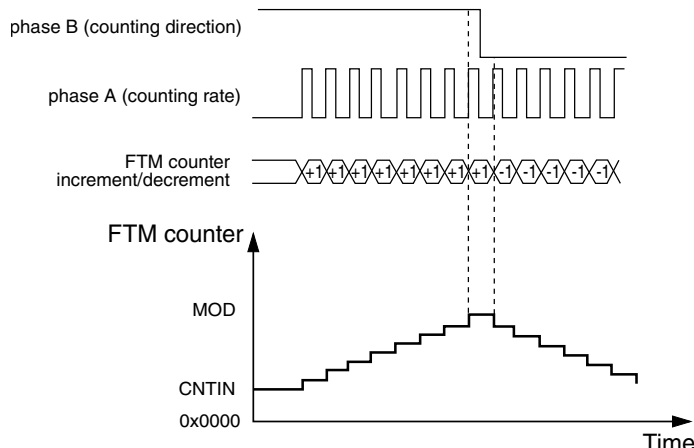 phase B (counting direction)
phase A (counting rate)
FTM counter
increment/decrement
+1 +1 +1 +1 +1 +1 +1 +1 -1 -1 -1 -1 -1
FTM counter
MOD
CNTIN
0x0000
Time